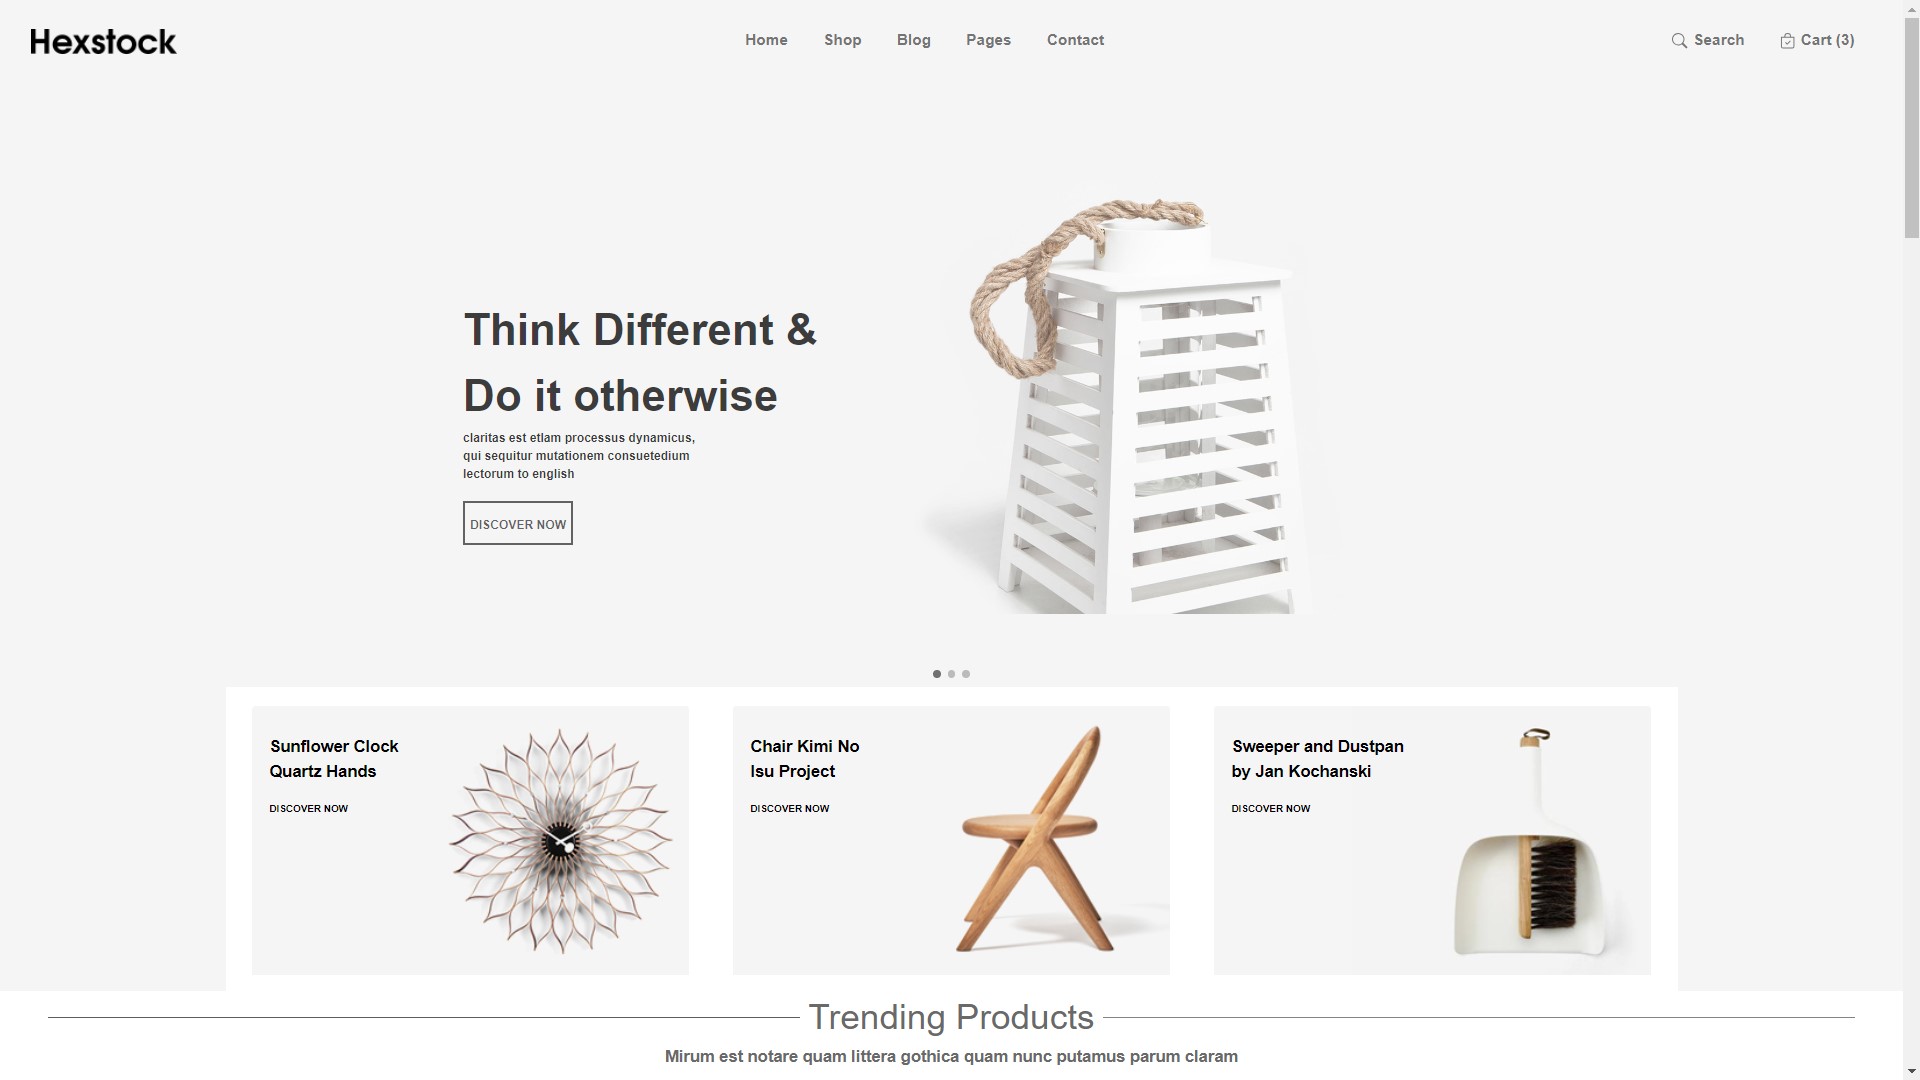 Hexstock
Home
Shop
Blog
Pages
Contact
Search
Cart (3)
Think Different &
Do it otherwise
claritas est etlam processus dynamicus,
qui sequitur mutationem consuetedium
lectorum to english
DISCOVER NOW
Sunflower Clock
Quartz Hands
DISCOVER NOW
Chair Kimi No
Isu Project
DISCOVER NOW
Sweeper and Dustpan
by Jan Kochanski
DISCOVER NOW
Trending Products
Mirum est notare quam littera gothica quam nunc putamus parum claram